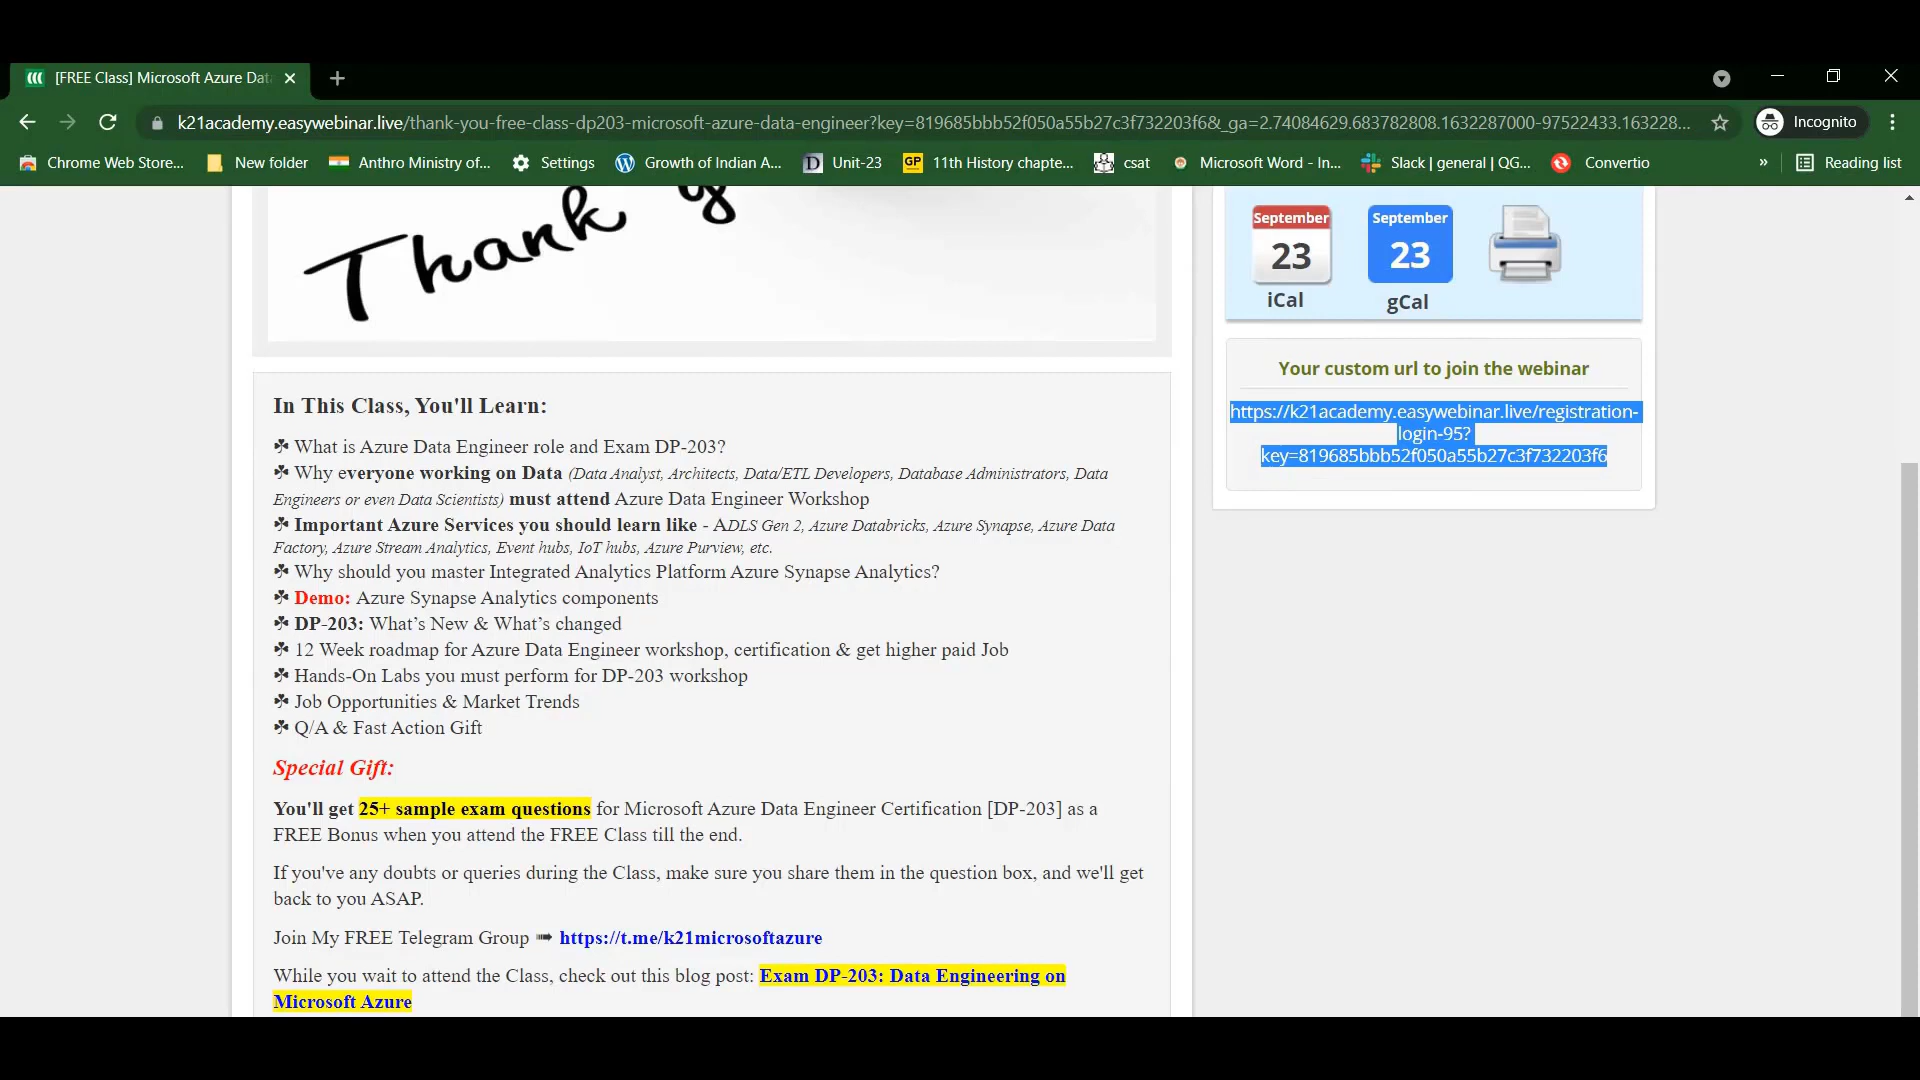 [FREE Class] Microsoft Azure Dat
k21academy.easywebinar.live/thank-you-free-class-dp203-microsoft-azure-data-engineer?key=819685bbb52f050a55b27c3f732203f6&_ga=2.74084629.683782808.1632287000-97522433.163228...
Incognito
Chrome Web Store... New folder Anthro Ministry of... Settings Growth of Indian A... Unit-23 11th History chapte... csat Microsoft Word - In... Slack | general | QG... Convertio » Reading list
Thank
September September
23 23
iCal gCal
Your custom url to join the webinar
https://k21academy.easywebinar.live/registration-
login-95?
key=819685bbb52f050a55b27c3f732203f6
In This Class, You'll Learn:
☘ What is Azure Data Engineer role and Exam DP-203?
☘ Why everyone working on Data (Data Analyst, Architects, Data/ETL Developers, Database Administrators, Data
Engineers or even Data Scientists) must attend Azure Data Engineer Workshop
☘ Important Azure Services you should learn like - ADLS Gen 2, Azure Databricks, Azure Synapse, Azure Data
Factory, Azure Stream Analytics, Event hubs, IoT hubs, Azure Purview, etc.
☘ Why should you master Integrated Analytics Platform Azure Synapse Analytics?
☘ Demo: Azure Synapse Analytics components
☘ DP-203: What’s New & What’s changed
☘ 12 Week roadmap for Azure Data Engineer workshop, certification & get higher paid Job
☘ Hands-On Labs you must perform for DP-203 workshop
☘ Job Opportunities & Market Trends
☘ Q/A & Fast Action Gift
Special Gift:
You'll get 25+ sample exam questions for Microsoft Azure Data Engineer Certification [DP-203] as a
FREE Bonus when you attend the FREE Class till the end.
If you've any doubts or queries during the Class, make sure you share them in the question box, and we'll get
back to you ASAP.
Join My FREE Telegram Group ➠ https://t.me/k21microsoftazure
While you wait to attend the Class, check out this blog post: Exam DP-203: Data Engineering on
Microsoft Azure